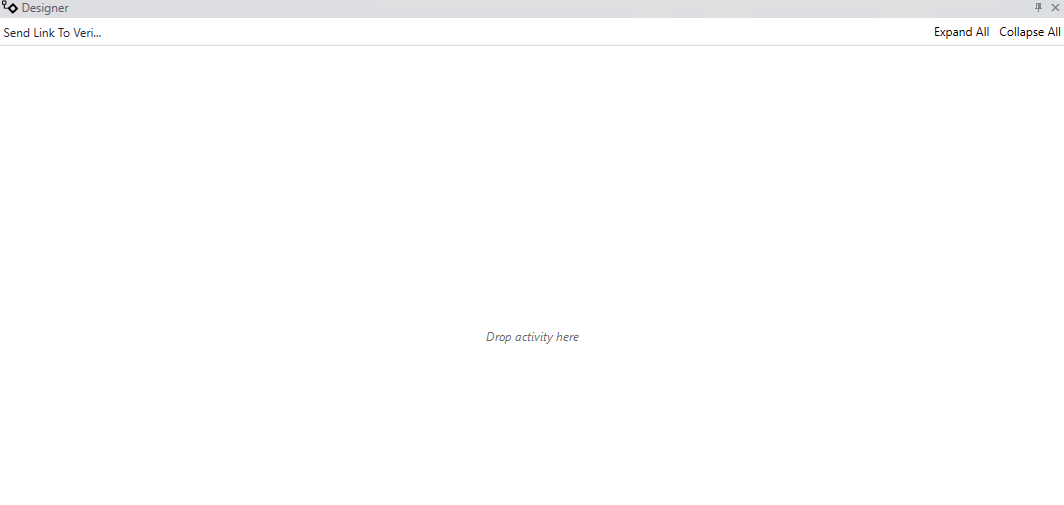 Designer
Send Link To Veri...
Expand All
Collapse All
Drop activity here